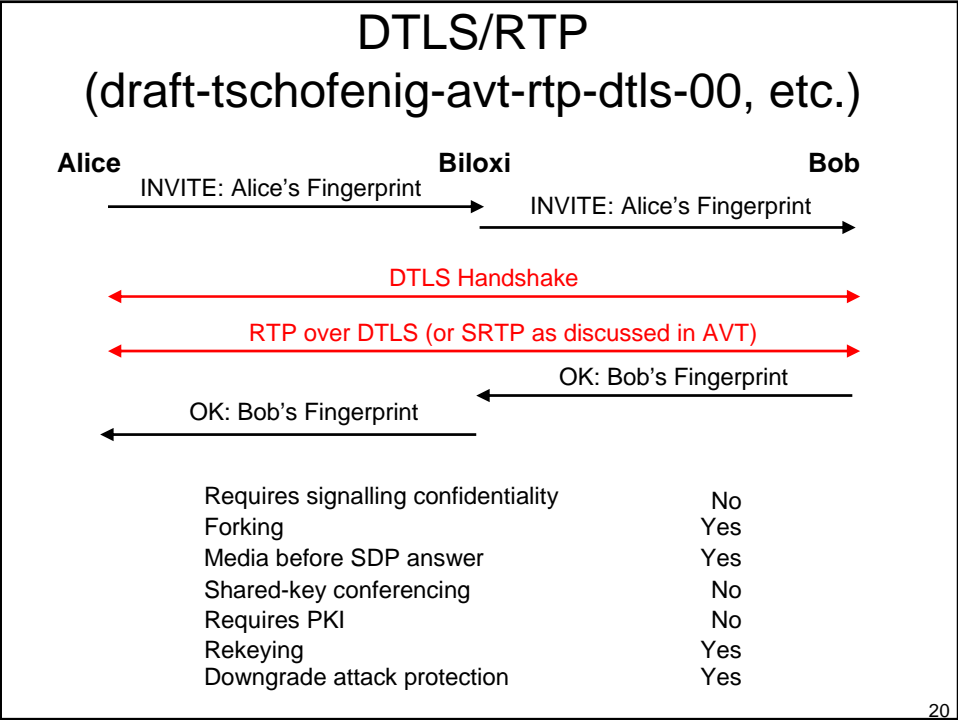 DTLS/RTP
(draft-tschofenig-avt-rtp-dtls-00, etc.)
Alice Biloxi Bob
INVITE: Alice's Fingerprint
INVITE: Alice's Fingerprint
DTLS Handshake
RTP over DTLS (or SRTP as discussed in AVT)
OK: Bob's Fingerprint
OK: Bob's Fingerprint
Requires signalling confidentiality No
Forking Yes
Media before SDP answer Yes
Shared-key conferencing No
Requires PKI No
Rekeying Yes
Downgrade attack protection Yes
20